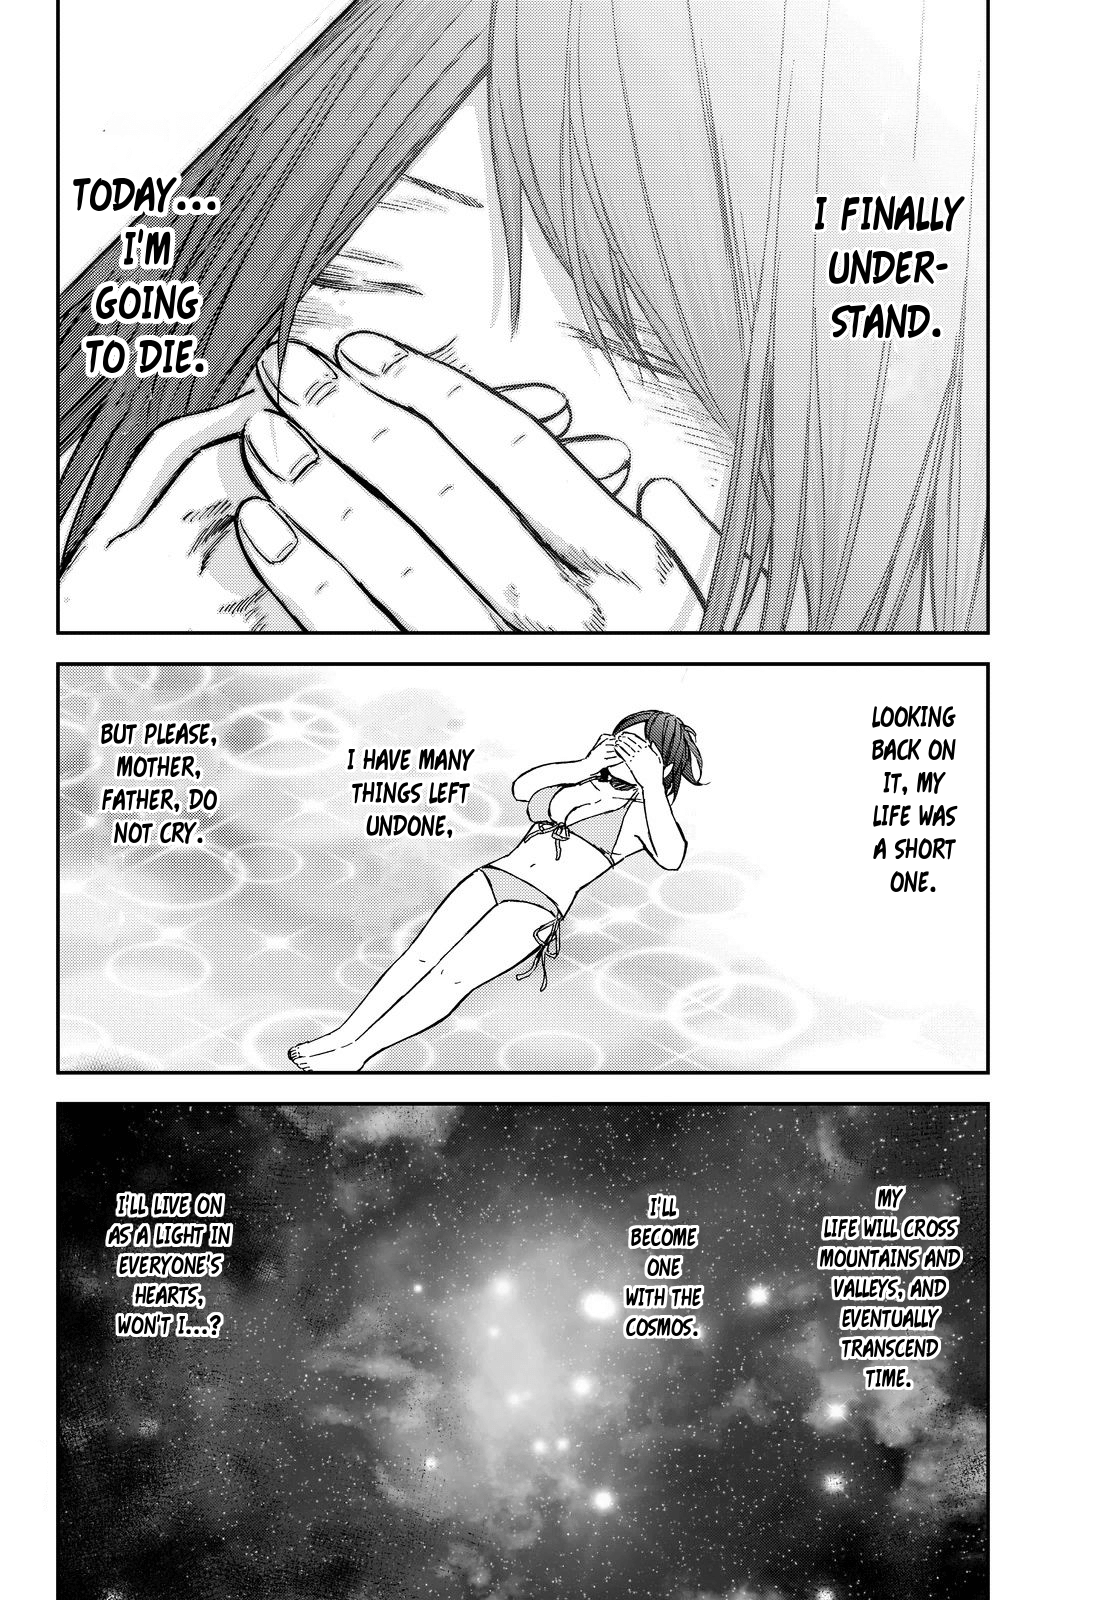 I FINALLY
UNDER-
STAND.
TODAY...
I'M
GOING
TO DIE.
LOOKING
BACK ON
IT, MY
LIFE WAS
A SHORT
ONE.
I HAVE MANY
THINGS LEFT
UNDONE,
BUT PLEASE,
MOTHER,
FATHER, DO
NOT CRY.
MY
LIFE WILL CROSS
MOUNTAINS AND
VALLEYS, AND
EVENTUALLY
TRANSCEND
TIME.
I'LL
BECOME
ONE
WITH THE
COSMOS.
I'LL LIVE ON
AS A LIGHT IN
EVERYONE'S
HEARTS,
WON'T I...?